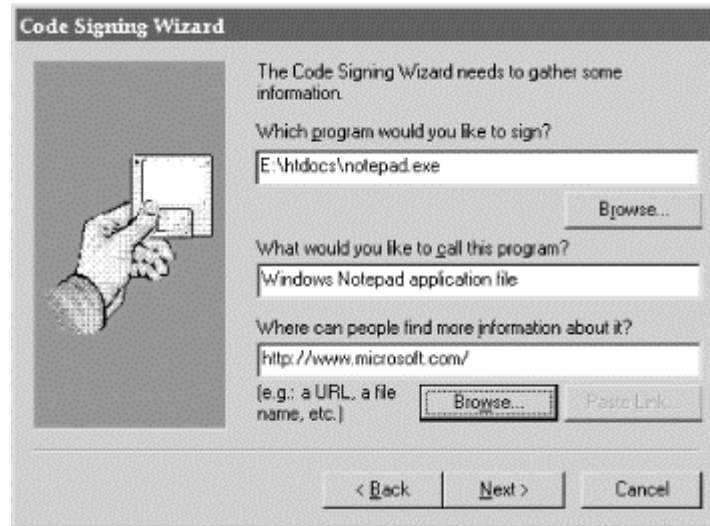 Code Signing Wizard
The Code Signing Wizard needs to gather some
information.
Which program would you like to sign?
E:\htdocs\notepad.exe
Browse...
What would you like to call this program?
Windows Notepad application file
Where can people find more information about it?
http://www.microsoft.com/
(e.g.: a URL, a file
name, etc.)
Browse...
Paste Link...
< Back
Next >
Cancel